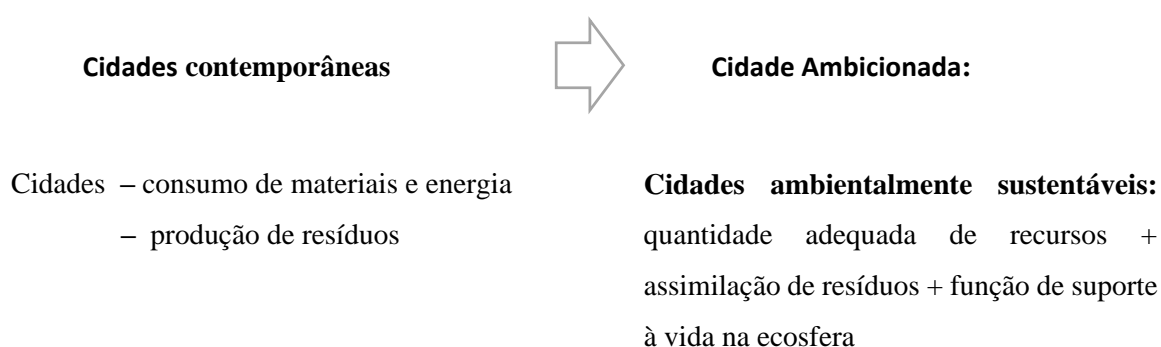 Cidades contemporâneas
Cidade Ambicionada:
Cidades – consumo de materiais e energia
– produção de resíduos
Cidades ambientalmente sustentáveis:
quantidade adequada de recursos +
assimilação de resíduos + função de suporte
à vida na ecosfera